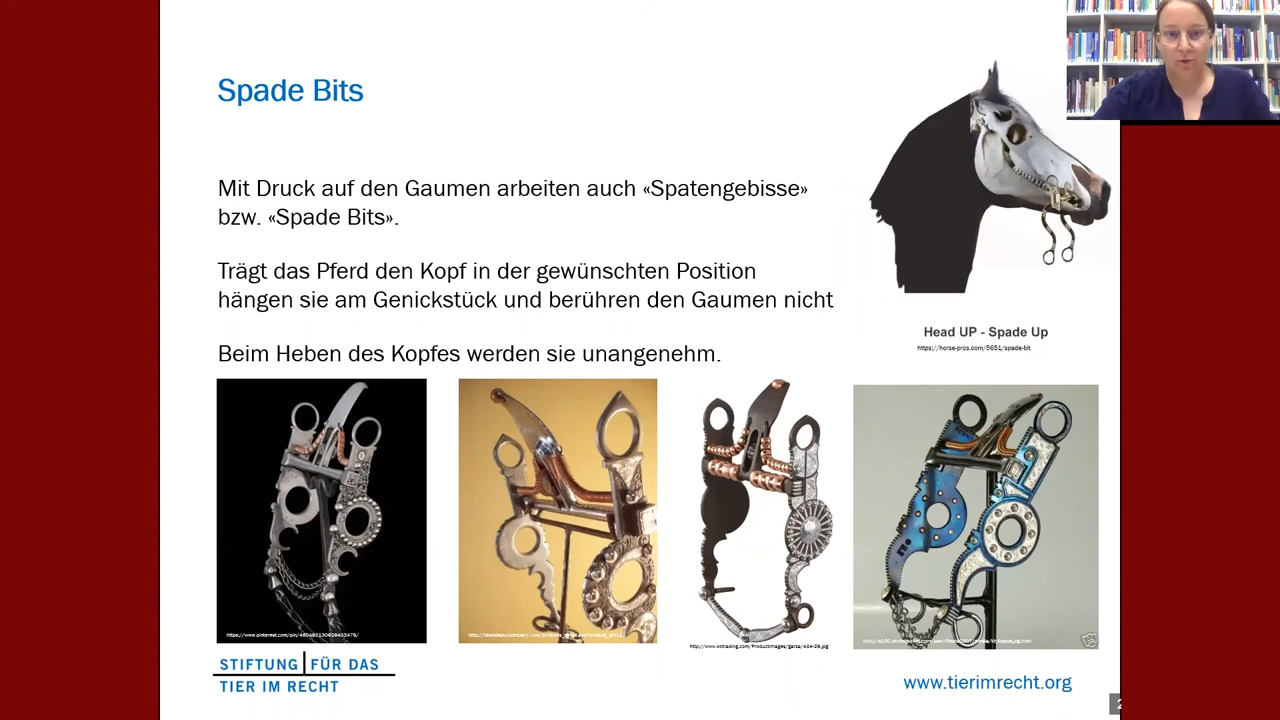 Spade Bits
Mit Druck auf den Gaumen arbeiten auch «Spatengebisse»
bzw. «Spade Bits».
Trägt das Pferd den Kopf in der gewünschten Position
hängen sie am Genickstück und berühren den Gaumen nicht
Beim Heben des Kopfes werden sie unangenehm.
Head UP - Spade Up
https://horse-pros.com/5651/spade-bit
STIFTUNG FÜR DAS
TIER IM RECHT
www.tierimrecht.org